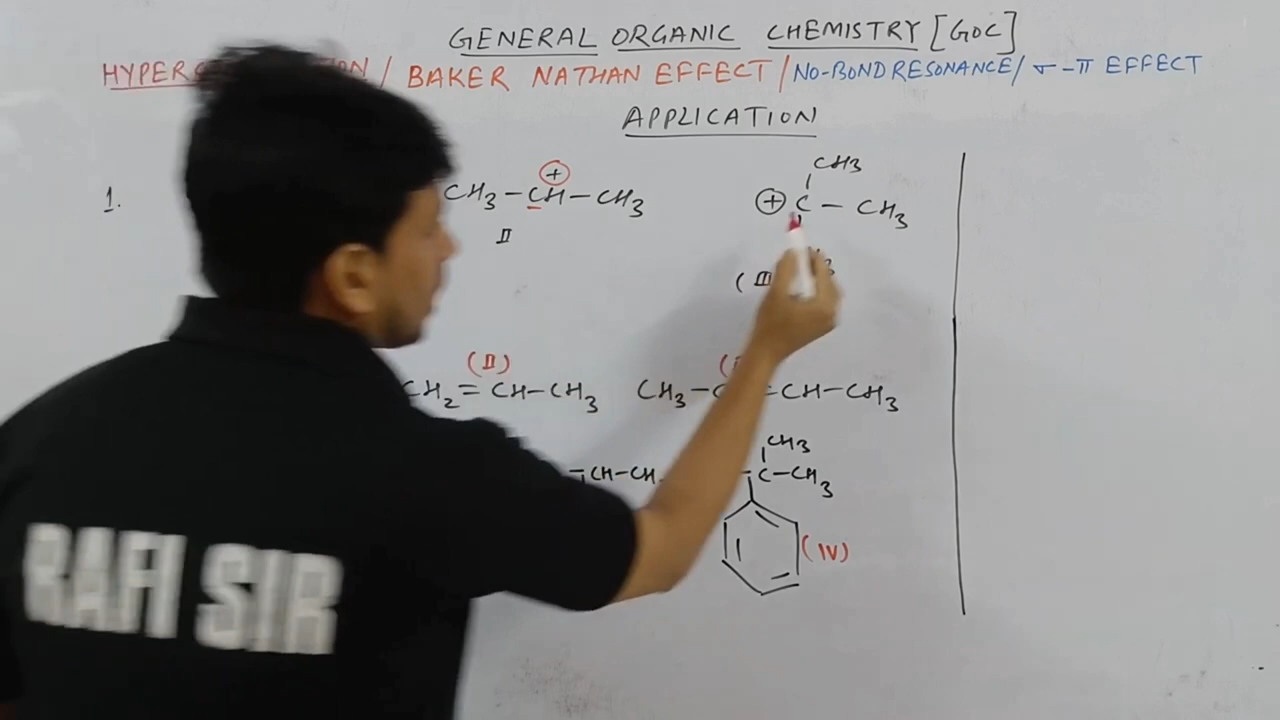 GENERAL ORGANIC CHEMISTRY [GOC]
/ BAKER NATHAN EFFECT / NO-BOND RESONANCE / σ-π EFFECT
APPLICATION
CH3
1. CH3-CH-CH3 ⊕ C - CH3
+
II
(III
(II)
CH2=CH-CH3 CH3-C =CH-CH3
CH3
CH-CH -C-CH3
(IV)
RAFI SIR